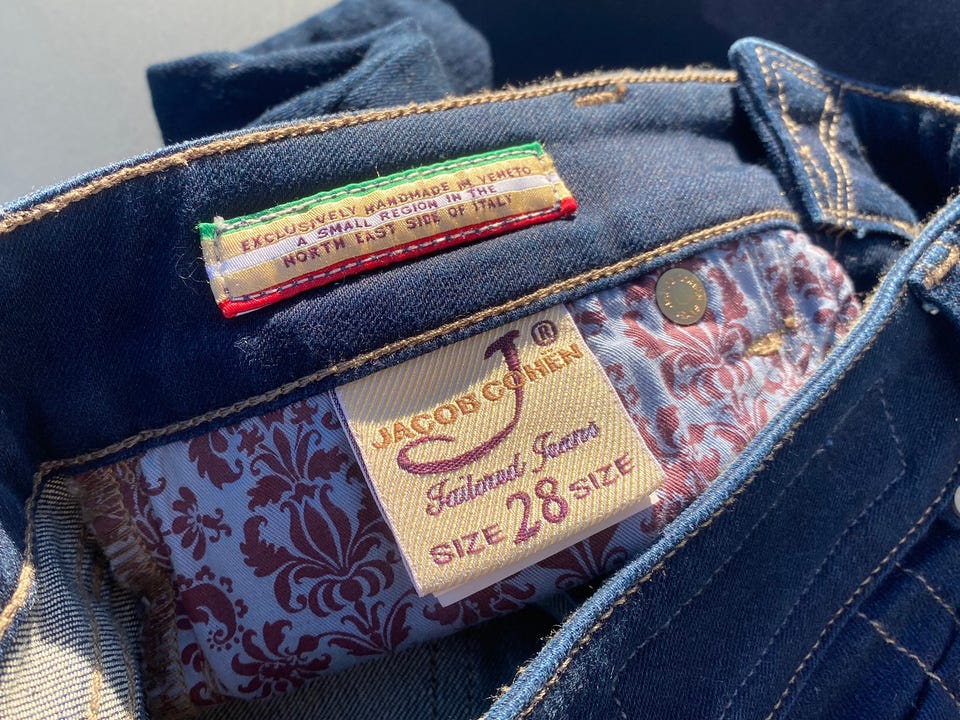 EXCLUSIVELY HANDMADE IN VENETO
A SMALL REGION IN THE
NORTH EAST SIDE OF ITALY
J ®
JACOB COHEN
Tailored Jeans
SIZE 28 SIZE